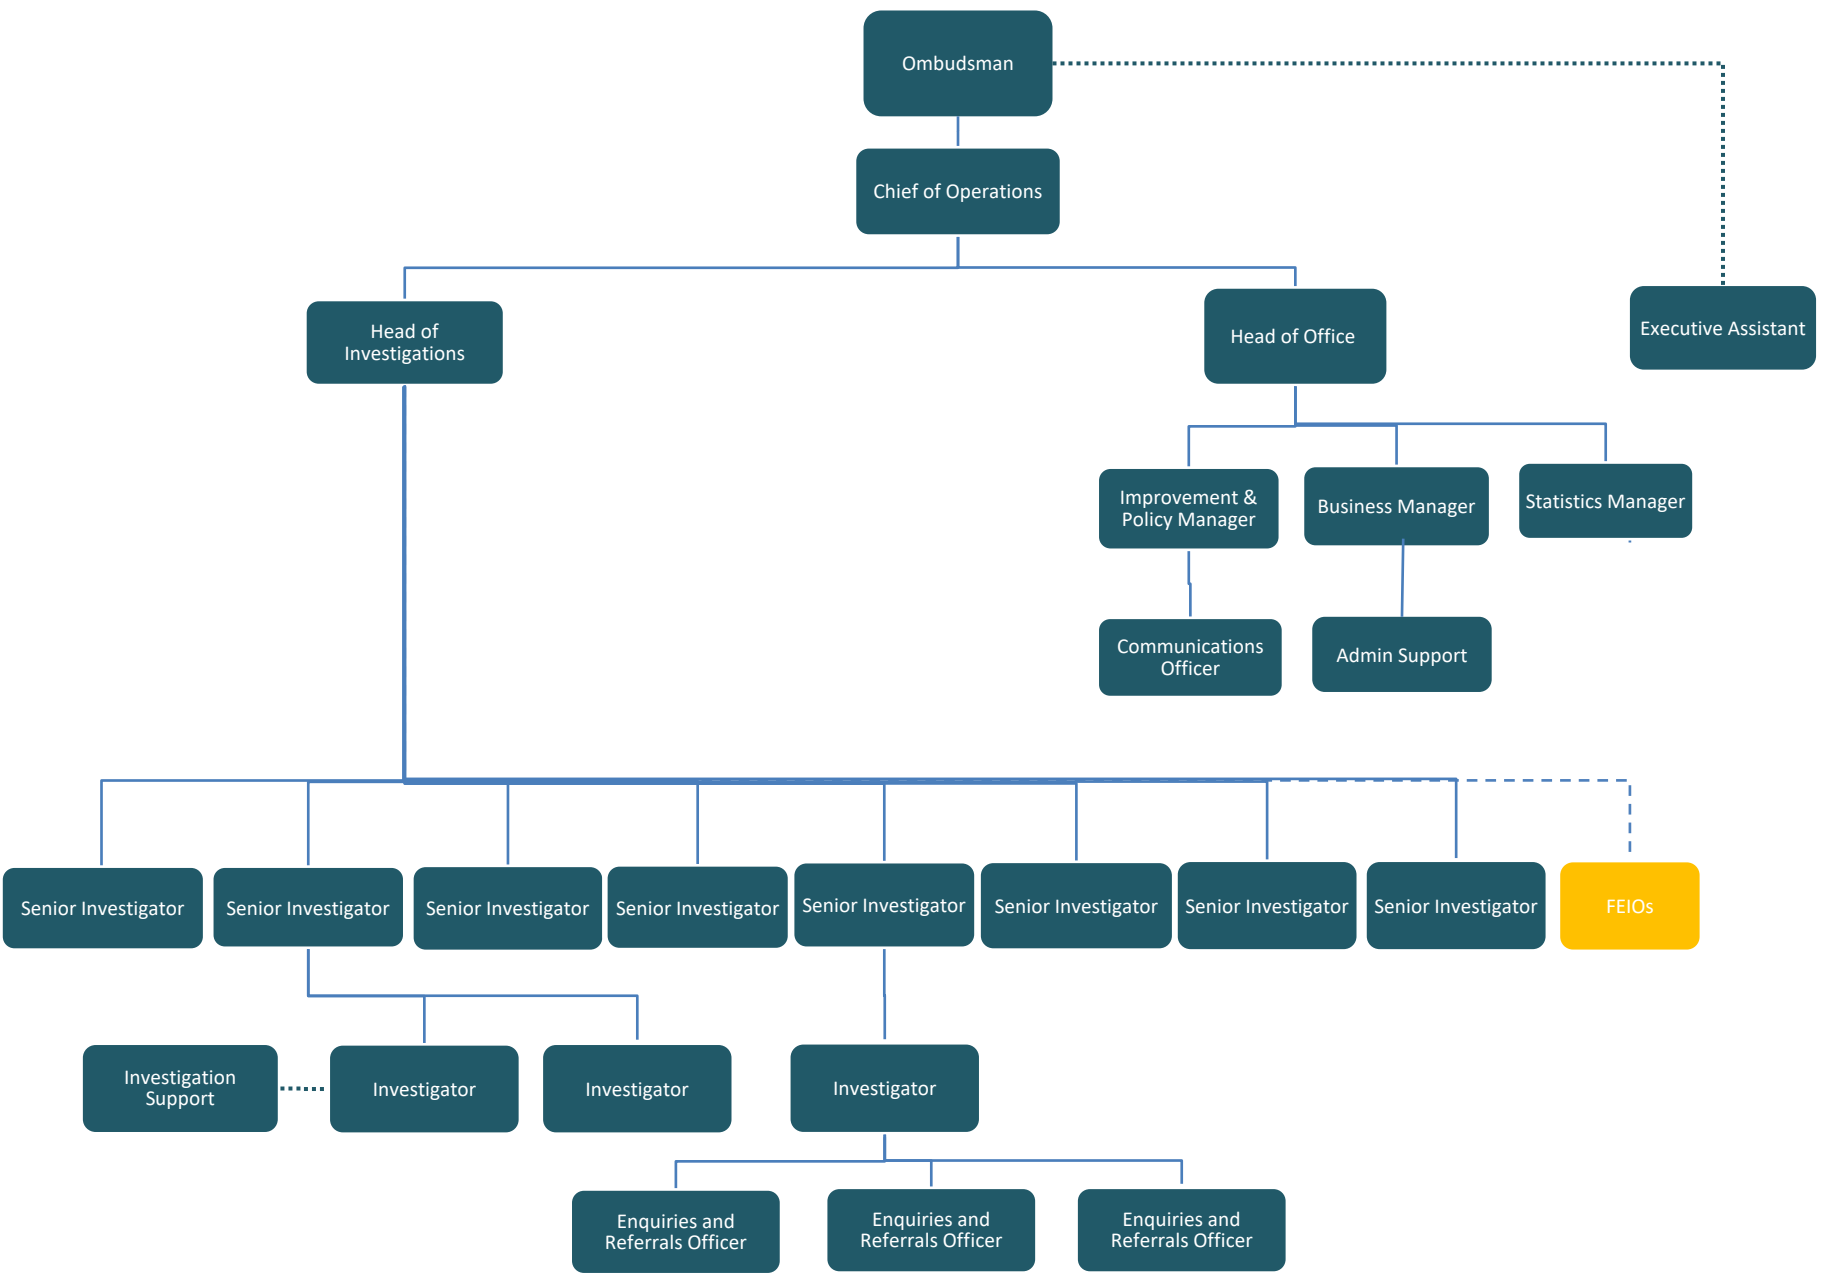 Ombudsman
Chief of Operations
Head of
Investigations
Head of Office
Executive Assistant
Improvement &
Policy Manager
Business Manager
Statistics Manager
Communications
Officer
Admin Support
Senior Investigator
Senior Investigator
Senior Investigator
Senior Investigator
Senior Investigator
Senior Investigator
Senior Investigator
Senior Investigator
FEIOs
Investigation
Support
Investigator
Investigator
Investigator
Enquiries and
Referrals Officer
Enquiries and
Referrals Officer
Enquiries and
Referrals Officer